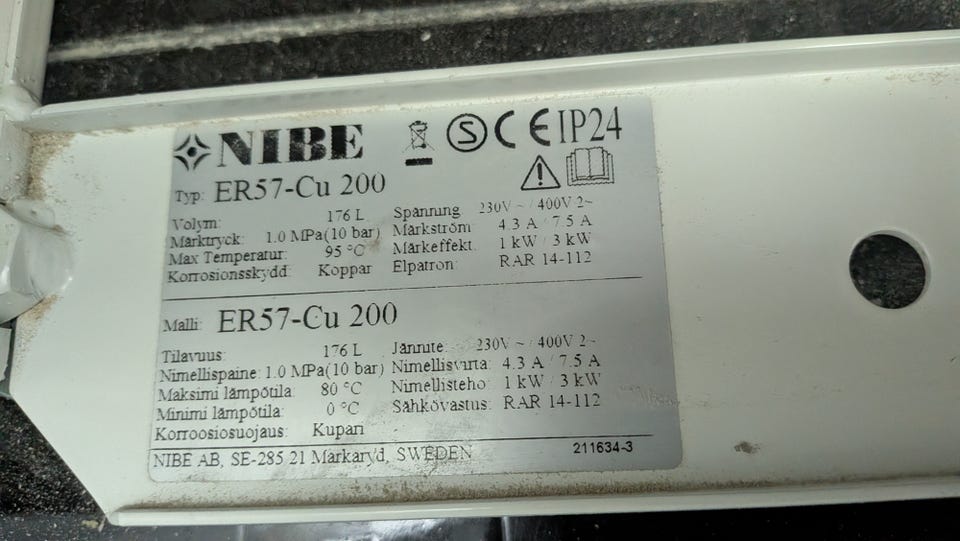 NIBE IP24
Typ: ER57-Cu 200
Volym: 176 L Spänning 230V ~ / 400V 2~
Märktryck: 1.0 MPa(10 bar) Märkström 4.3 A / 7.5 A
Max Temperatur: 95 °C Märkeffekt 1 kW / 3 kW
Korrosionsskydd: Koppar Elpatron: RAR 14-112
Malli: ER57-Cu 200
Tilavuus: 176 L Jännite: 230V ~ / 400V 2~
Nimellispaine: 1.0 MPa(10 bar) Nimellisvirta: 4.3 A / 7.5 A
Maksimi lämpötila: 80 °C Nimellisteho: 1 kW / 3 kW
Minimi lämpötila: 0 °C Sähkövastus: RAR 14-112
Korroosiosuojaus: Kupari
NIBE AB, SE-285 21 Markaryd, SWEDEN 211634-3